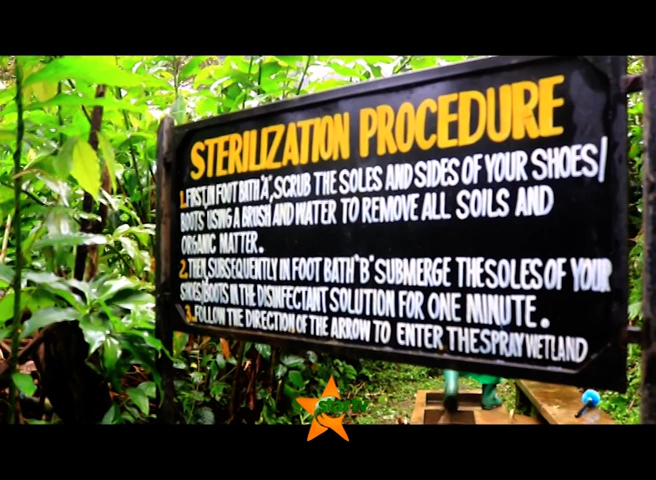 STERILIZATION PROCEDURE
1.FIRST,IN FOOT BATH "A", SCRUB THE SOLES AND SIDES OF YOUR SHOES/
BOOTS USING A BRUSH AND WATER TO REMOVE ALL SOILS AND
ORGANIC MATTER.
2.THEN, SUBSEQUENTLY IN FOOT BATH "B" SUBMERGE THE SOLES OF YOUR
SHOES/BOOTS IN THE DISINFECTANT SOLUTION FOR ONE MINUTE.
3.FOLLOW THE DIRECTION OF THE ARROW TO ENTER THE SPRAY WETLAND